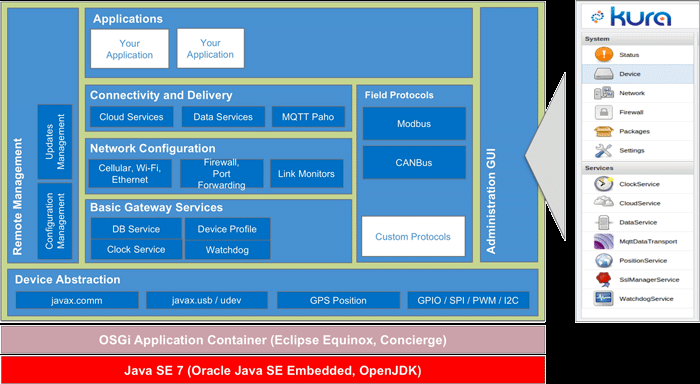 Applications
Your
Application
Your
Application
Connectivity and Delivery
Cloud Services
Data Services
MQTT Paho
Network Configuration
Cellular, Wi-Fi,
Ethernet
Firewall,
Port
Forwarding
Link Monitors
Basic Gateway Services
DB Service
Device Profile
Clock Service
Watchdog
Field Protocols
Modbus
CANBus
Custom Protocols
Remote Management
Updates
Management
Configuration
Management
Administration GUI
Device Abstraction
javax.comm
javax.usb / udev
GPS Position
GPIO / SPI / PWM / I2C
OSGi Application Container (Eclipse Equinox, Concierge)
Java SE 7 (Oracle Java SE Embedded, OpenJDK)
kura
System
Status
Device
Network
Firewall
Packages
Settings
Services
ClockService
CloudService
DataService
MqttDataTransport
PositionService
SslManagerService
WatchdogService